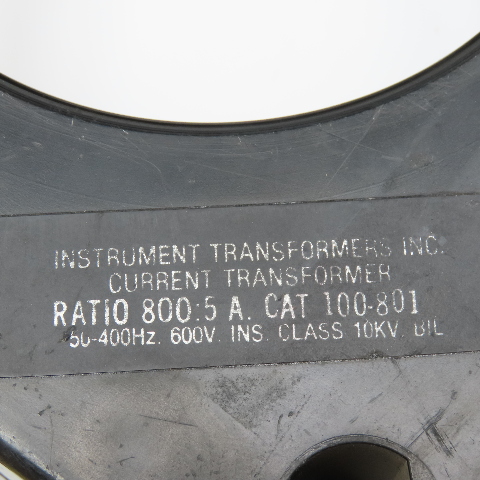 INSTRUMENT TRANSFORMERS INC.
CURRENT TRANSFORMER
RATIO 800:5 A. CAT 100-801
50-400Hz. 600V. INS. CLASS 10KV. BIL